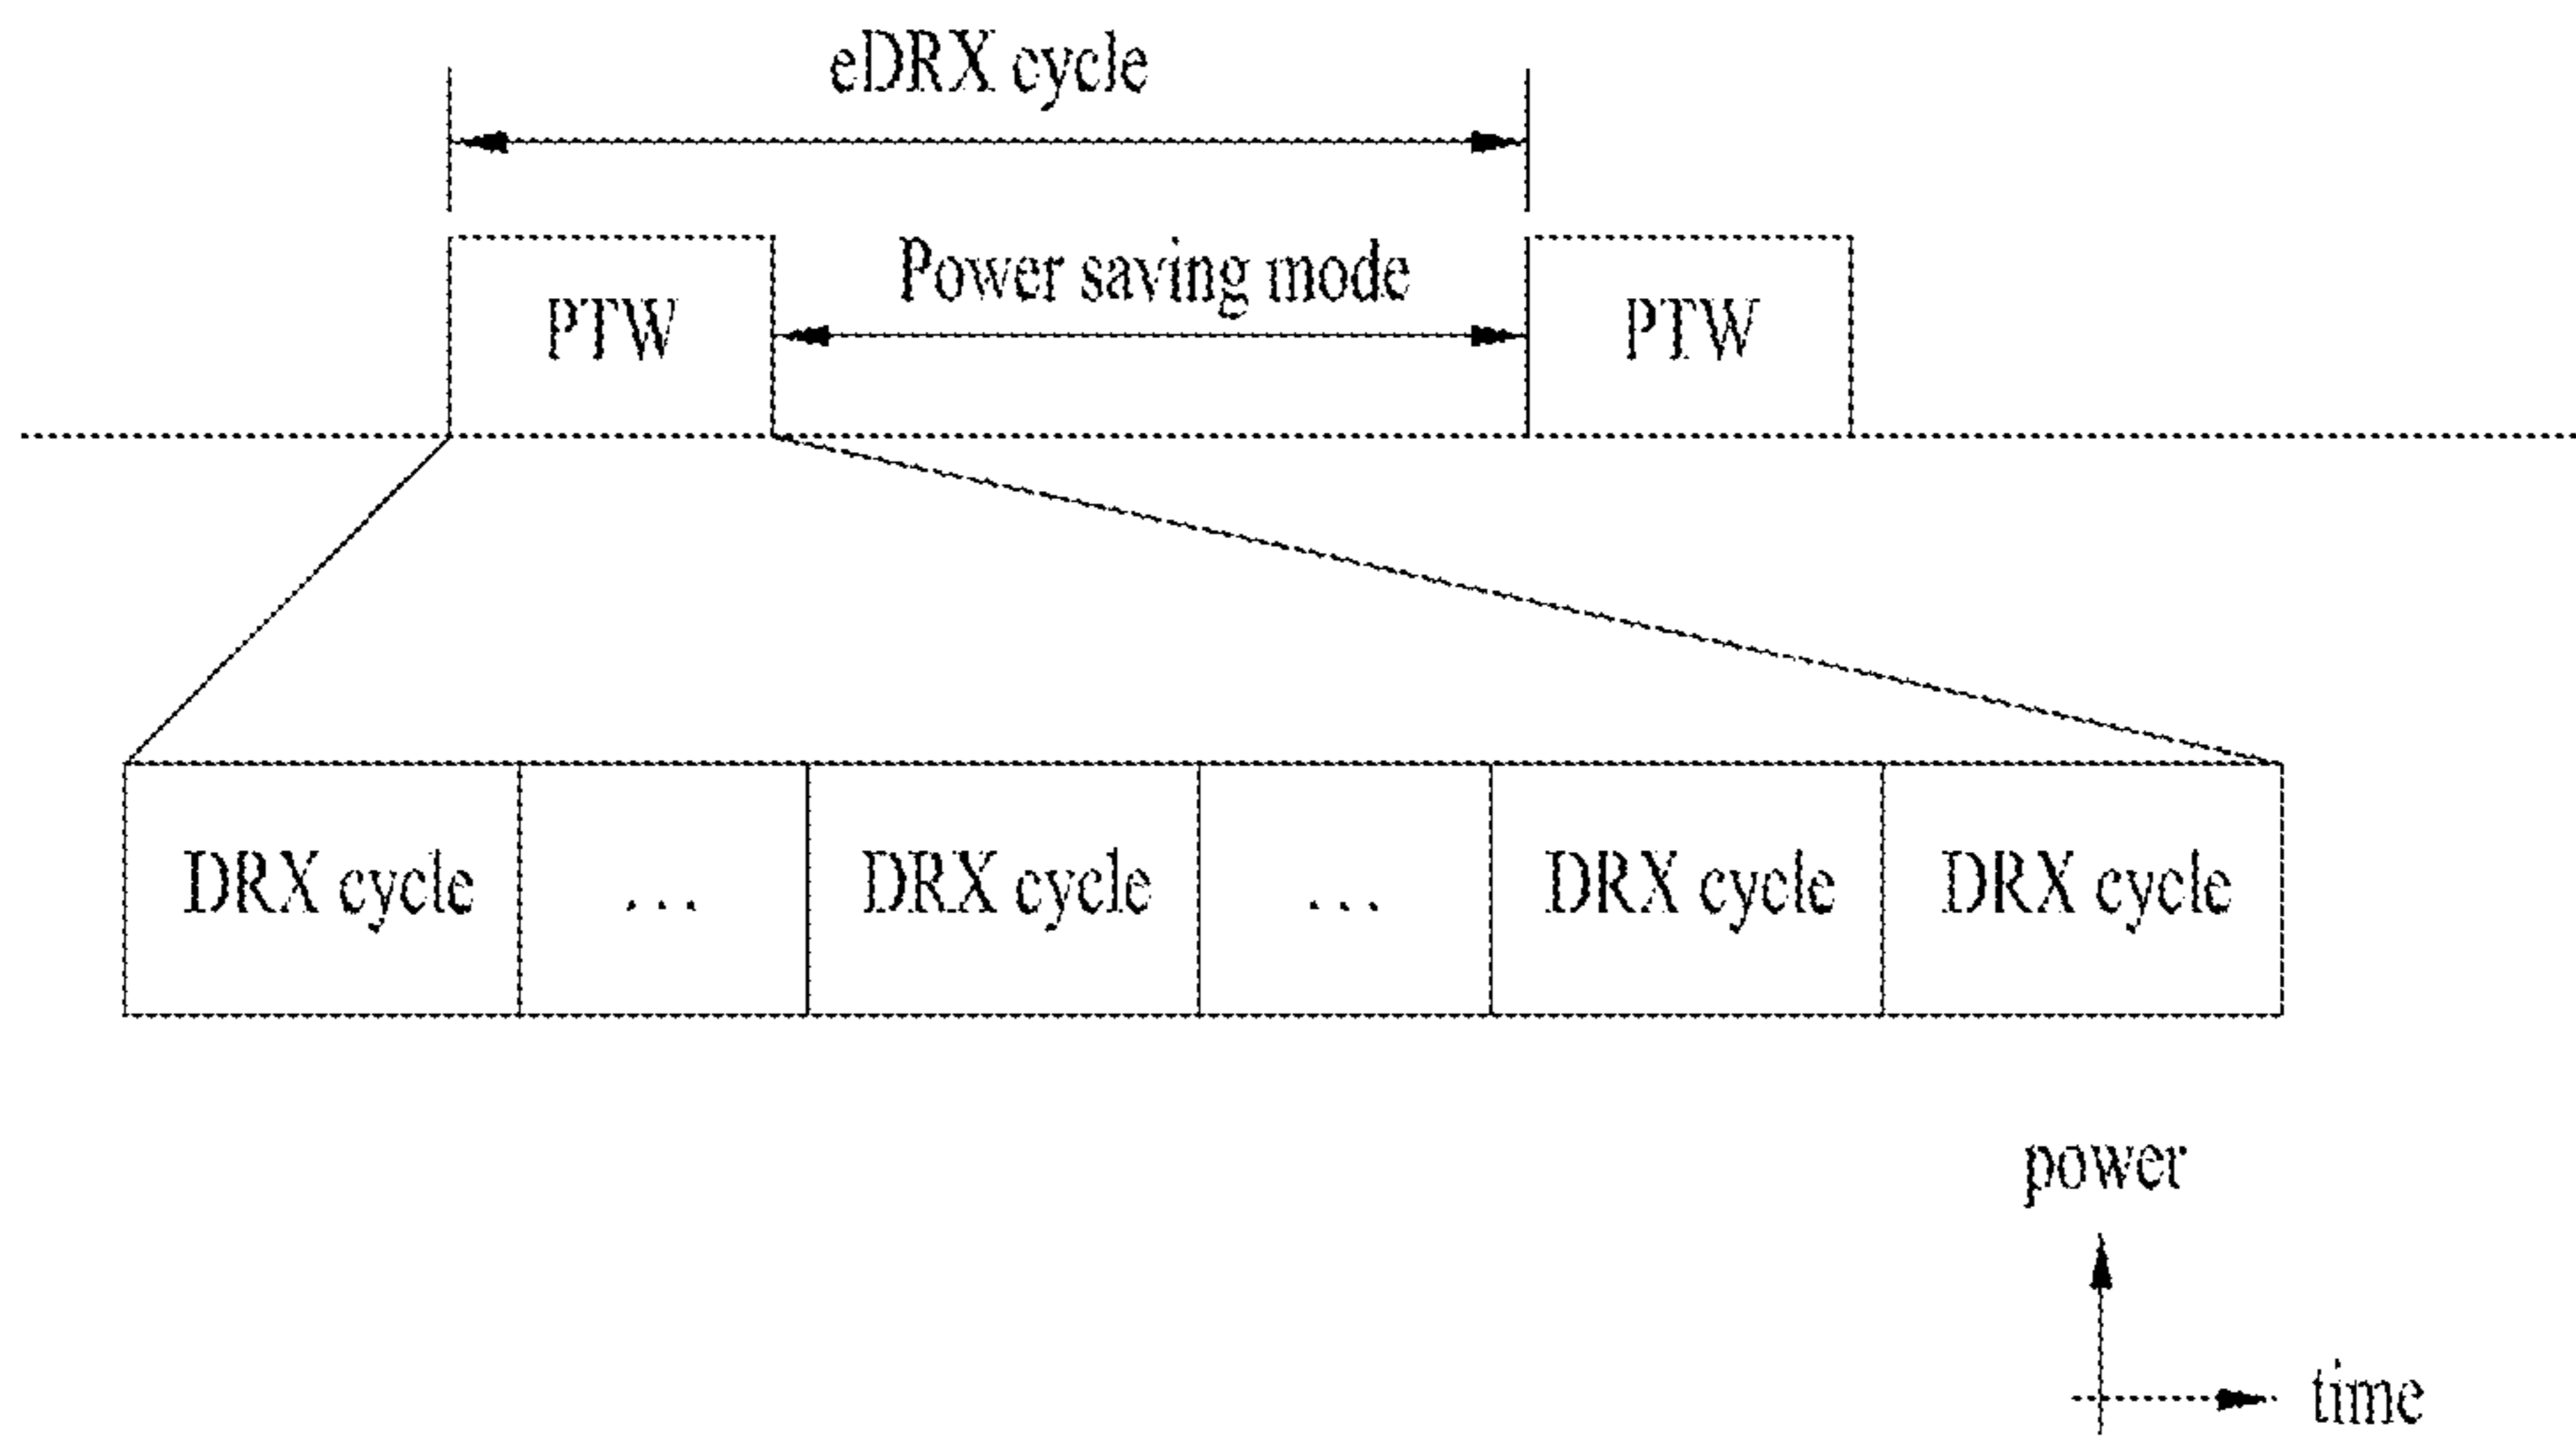 eDRX cycle
Power saving mode
PTW
PTW
DRX cycle
...
DRX cycle
...
DRX cycle
DRX cycle
power
time